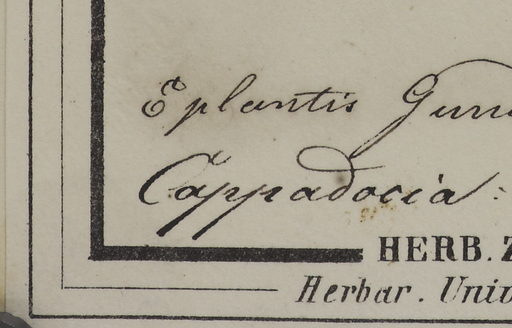 E plantis Gun
Cappadocia:
HERB. Z
Herbar. Univ